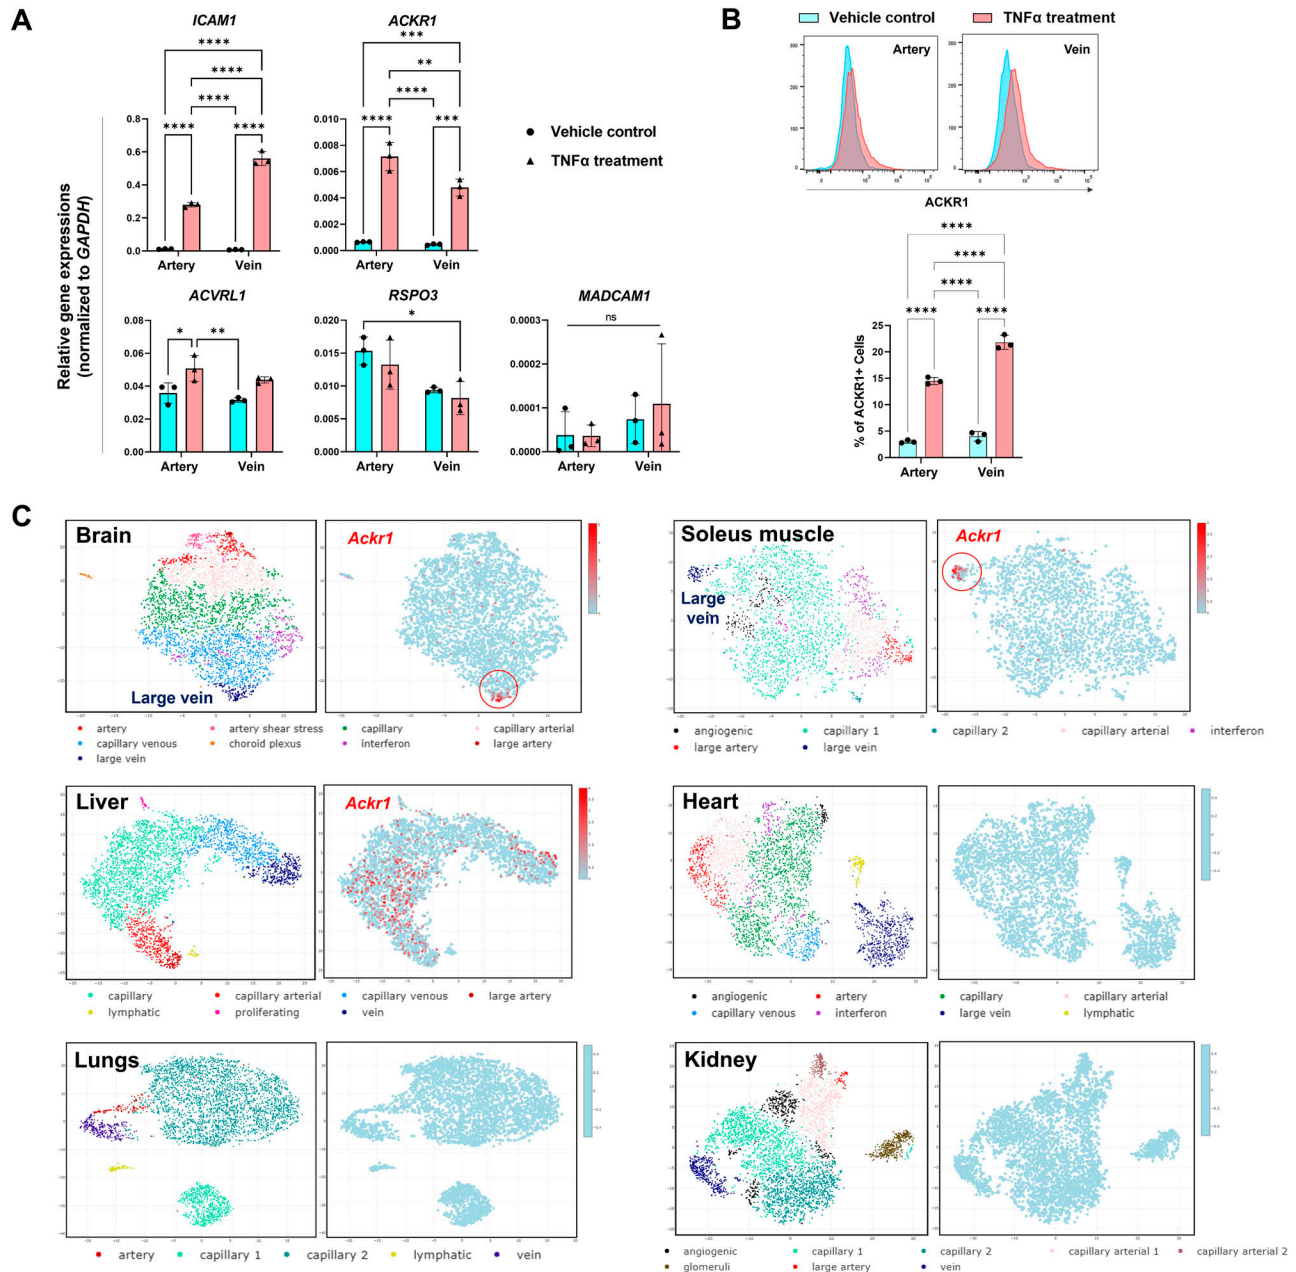 A
ICAM1
ACKR1
Relative gene expressions
(normalized to GAPDH)
****
****
****
****
****
0.8
0.6
0.4
0.2
0.0
Artery
Vein
***
**
****
****
***
0.010
0.008
0.006
0.004
0.002
0.000
Artery
Vein
Vehicle control
TNFα treatment
ACVRL1
RSPO3
MADCAM1
*
**
0.08
0.06
0.04
0.02
0.00
Artery
Vein
*
0.020
0.015
0.010
0.005
0.000
Artery
Vein
ns
0.0003
0.0002
0.0001
0.0000
Artery
Vein
B
Vehicle control
TNFα treatment
Artery
Vein
300
200
100
0
ACKR1
****
****
****
****
****
% of ACKR1+ Cells
25
20
15
10
5
0
Artery
Vein
C
Brain
Large vein
Ackr1
artery
artery shear stress
capillary
capillary arterial
capillary venous
choroid plexus
interferon
large artery
large vein
Soleus muscle
Large
vein
Ackr1
angiogenic
capillary 1
capillary 2
capillary arterial
interferon
large artery
large vein
Liver
Ackr1
capillary
capillary arterial
capillary venous
large artery
lymphatic
proliferating
vein
Heart
angiogenic
artery
capillary
capillary arterial
capillary venous
interferon
large vein
lymphatic
Lungs
artery
capillary 1
capillary 2
lymphatic
vein
Kidney
angiogenic
capillary 1
capillary 2
capillary arterial 1
capillary arterial 2
glomeruli
large artery
vein